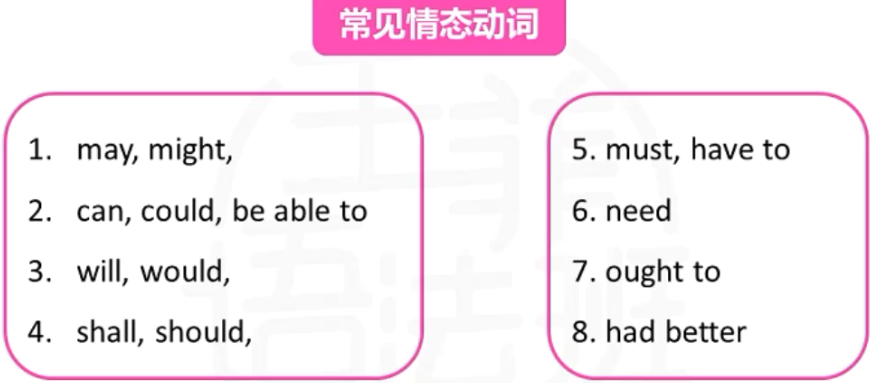 常见情态动词
1. may, might,
2. can, could, be able to
3. will, would,
4. shall, should,
5. must, have to
6. need
7. ought to
8. had better